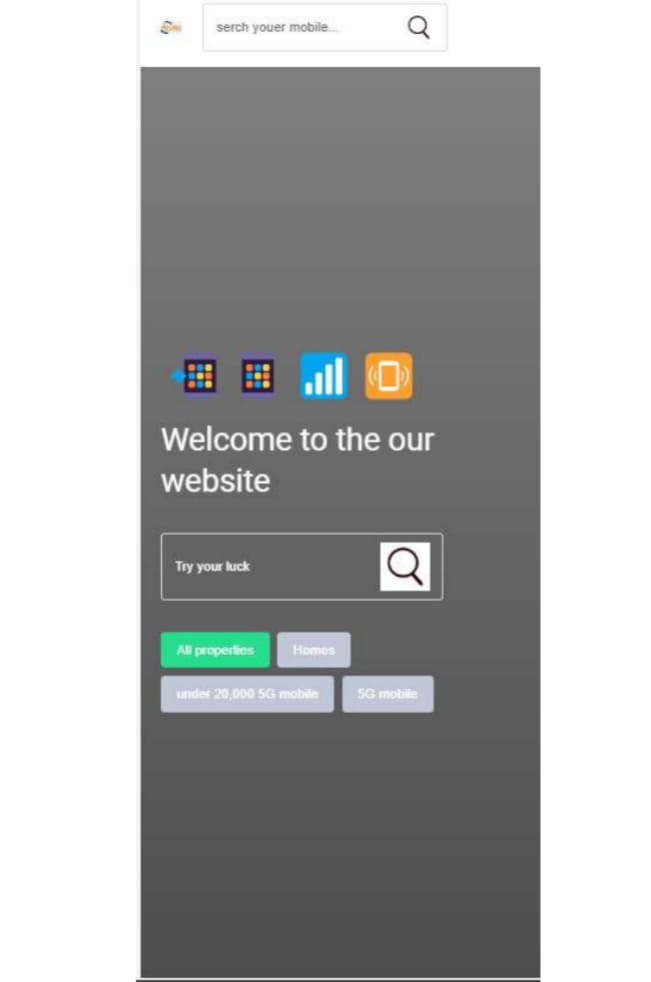 serch youer mobile...
Welcome to the our
website
Try your luck
All properties
Homes
under 20,000 5G mobile
5G mobile